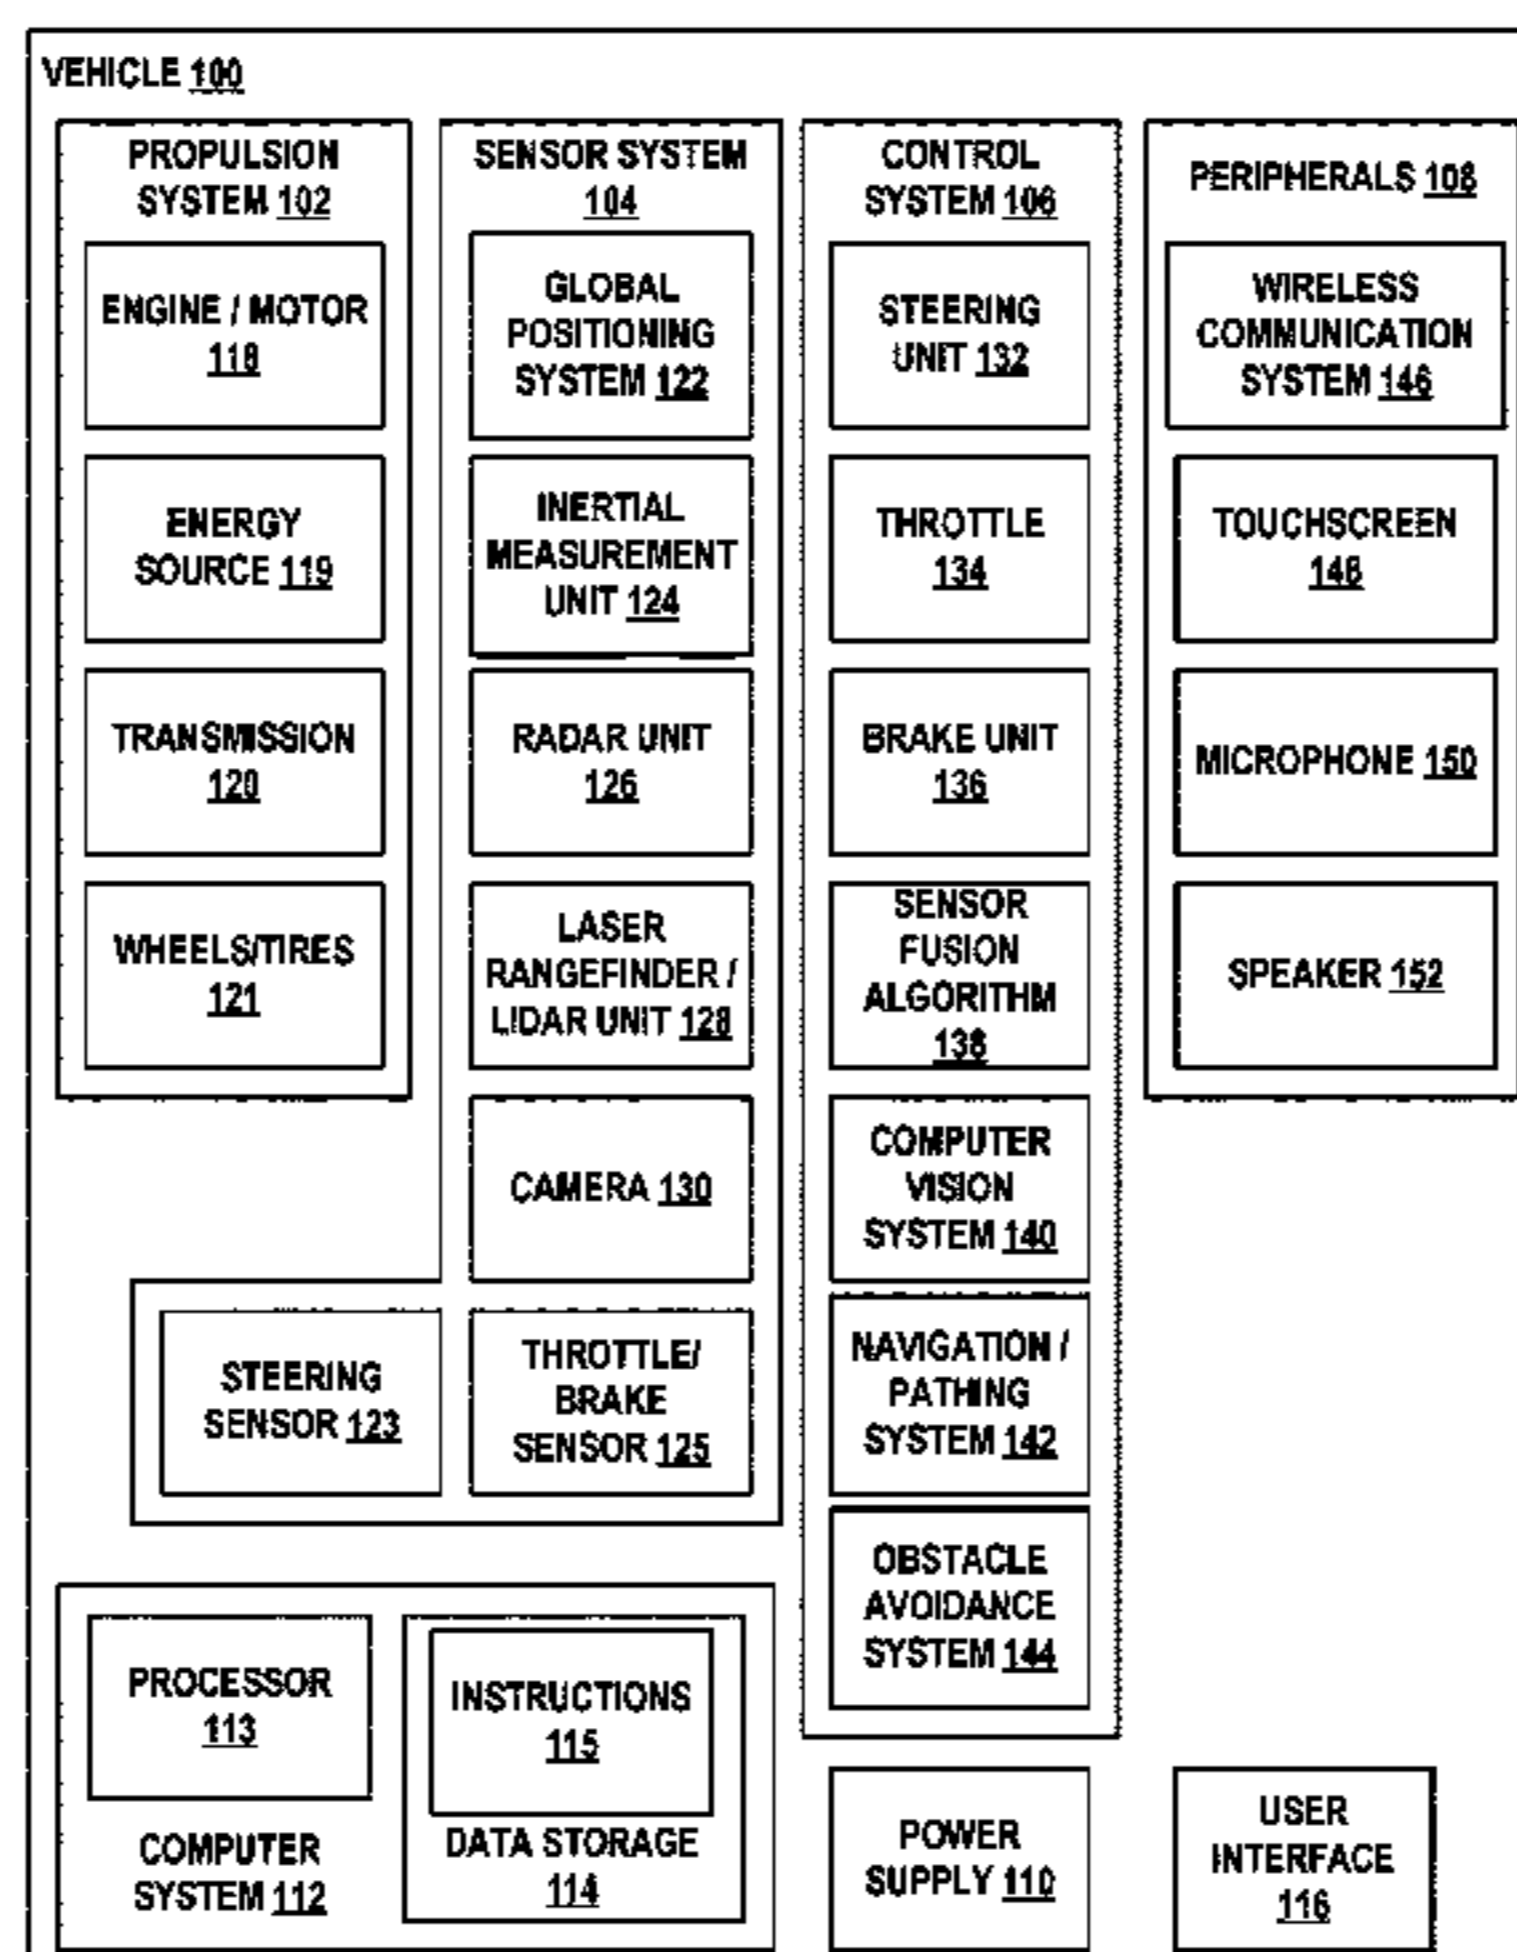 VEHICLE 100
PROPULSION
SYSTEM 102
ENGINE / MOTOR
118
ENERGY
SOURCE 119
TRANSMISSION
120
WHEELS/TIRES
121
SENSOR SYSTEM
104
GLOBAL
POSITIONING
SYSTEM 122
INERTIAL
MEASUREMENT
UNIT 124
RADAR UNIT
126
LASER
RANGEFINDER /
LIDAR UNIT 128
CAMERA 130
STEERING
SENSOR 123
THROTTLE/
BRAKE
SENSOR 125
CONTROL
SYSTEM 106
STEERING
UNIT 132
THROTTLE
134
BRAKE UNIT
136
SENSOR
FUSION
ALGORITHM
138
COMPUTER
VISION
SYSTEM 140
NAVIGATION /
PATHING
SYSTEM 142
OBSTACLE
AVOIDANCE
SYSTEM 144
PERIPHERALS 108
WIRELESS
COMMUNICATION
SYSTEM 146
TOUCHSCREEN
148
MICROPHONE 150
SPEAKER 152
PROCESSOR
113
COMPUTER
SYSTEM 112
INSTRUCTIONS
115
DATA STORAGE
114
POWER
SUPPLY 110
USER
INTERFACE
116